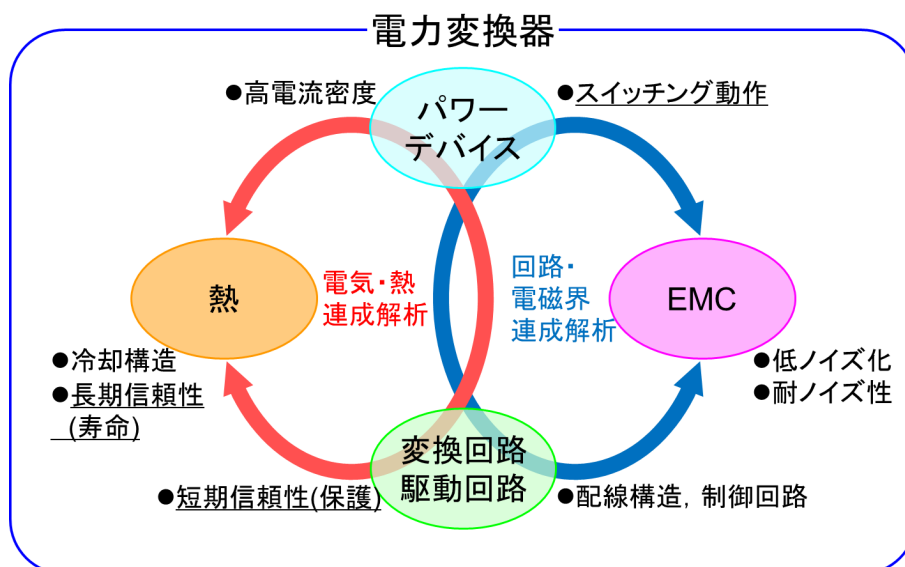 電力変換器
●高電流密度
パワー
デバイス
●スイッチング動作
熱
電気・熱
連成解析
回路・
電磁界
連成解析
EMC
●冷却構造
●長期信頼性
(寿命)
●低ノイズ化
●耐ノイズ性
変換回路
駆動回路
●短期信頼性(保護)
●配線構造, 制御回路